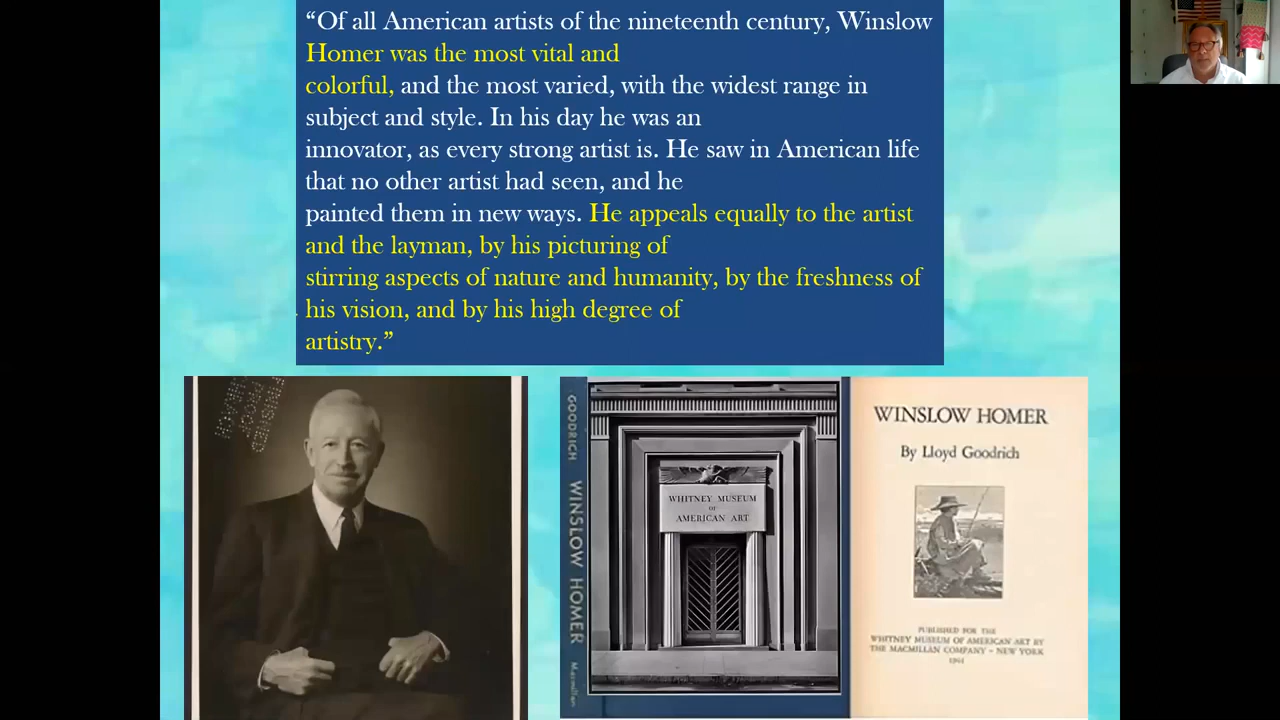 “Of all American artists of the nineteenth century, Winslow
Homer was the most vital and
colorful, and the most varied, with the widest range in
subject and style. In his day he was an
innovator, as every strong artist is. He saw in American life
that no other artist had seen, and he
painted them in new ways. He appeals equally to the artist
and the layman, by his picturing of
stirring aspects of nature and humanity, by the freshness of
his vision, and by his high degree of
artistry.”
GOODRICH WINSLOW HOMER Macmillan
WHITNEY MUSEUM
OF
AMERICAN ART
WINSLOW HOMER
By Lloyd Goodrich
PUBLISHED FOR THE
WHITNEY MUSEUM OF AMERICAN ART BY
THE MACMILLAN COMPANY - NEW YORK